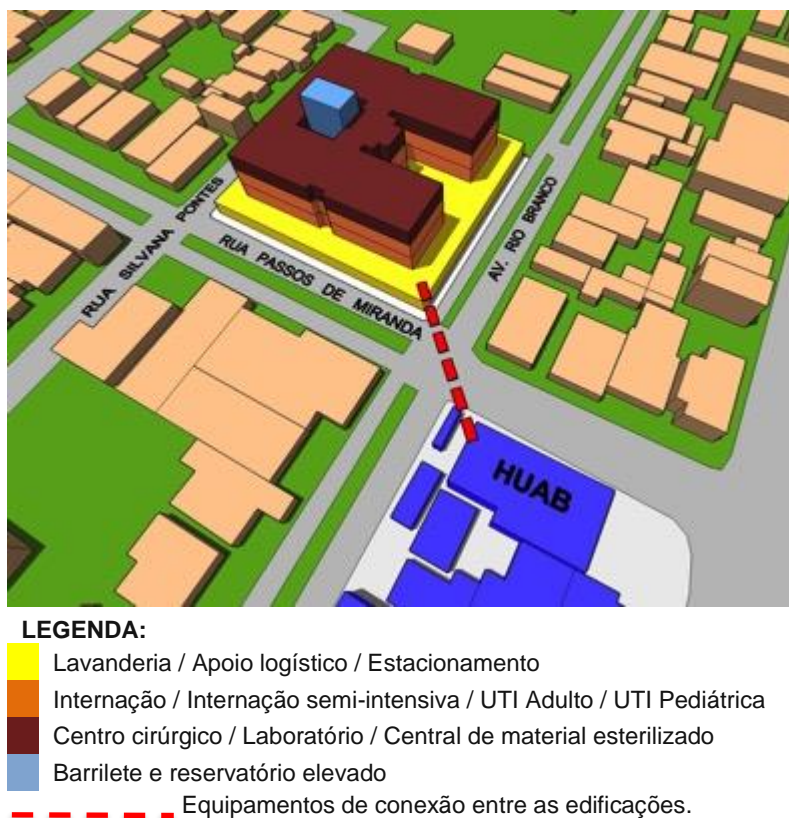 RUA SILVANA PONTES
RUA PASSOS DE MIRANDA
AV. RIO BRANCO
HUAB
LEGENDA:
Lavanderia / Apoio logístico / Estacionamento
Internação / Internação semi-intensiva / UTI Adulto / UTI Pediátrica
Centro cirúrgico / Laboratório / Central de material esterilizado
Barrilete e reservatório elevado
Equipamentos de conexão entre as edificações.